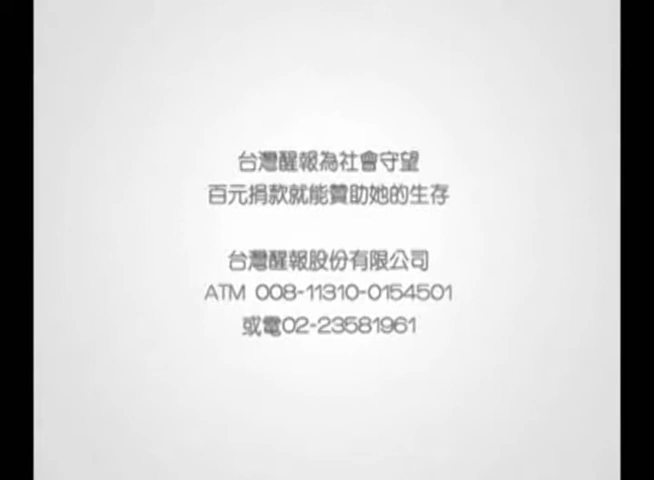 台灣醒報為社會守望
百元捐款就能贊助她的生存
台灣醒報股份有限公司
ATM 008-11310-0154501
或電02-23581961